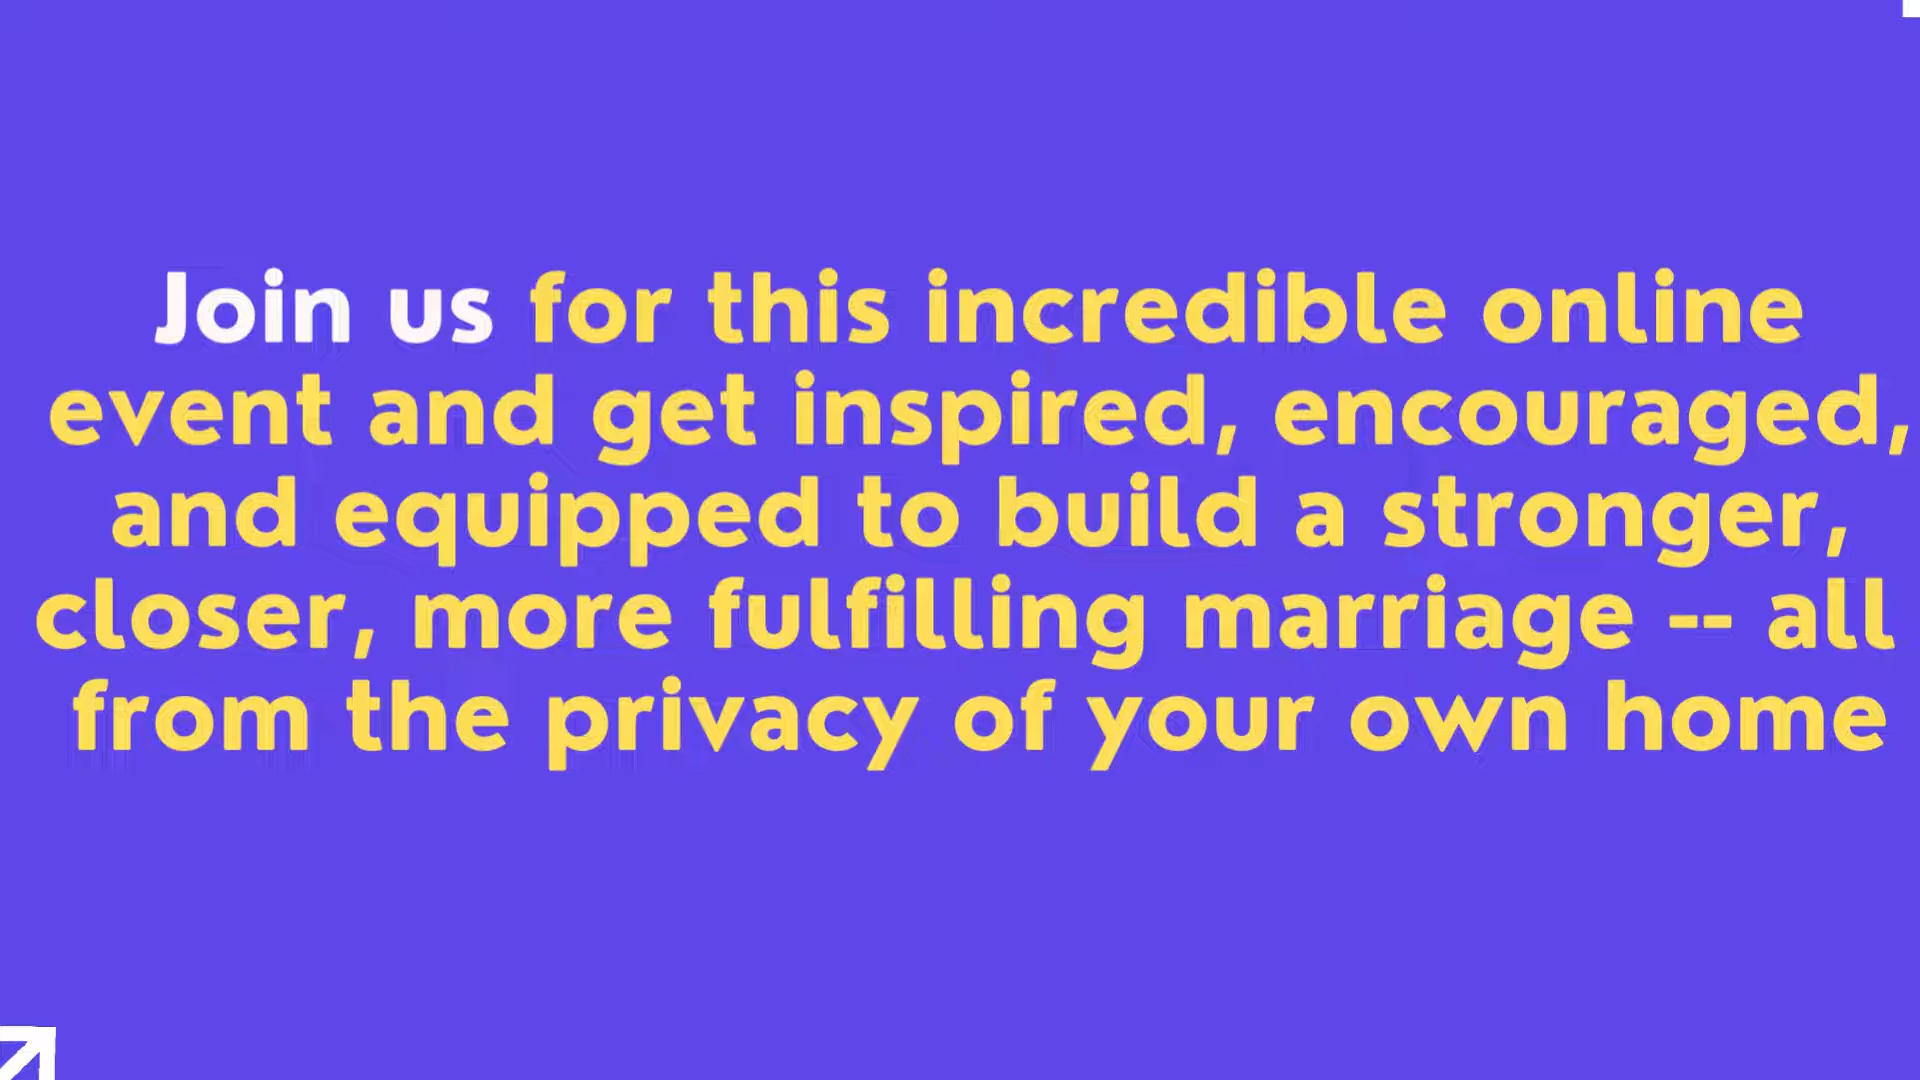 Join us for this incredible online
event and get inspired, encouraged,
and equipped to build a stronger,
closer, more fulfilling marriage -- all
from the privacy of your own home